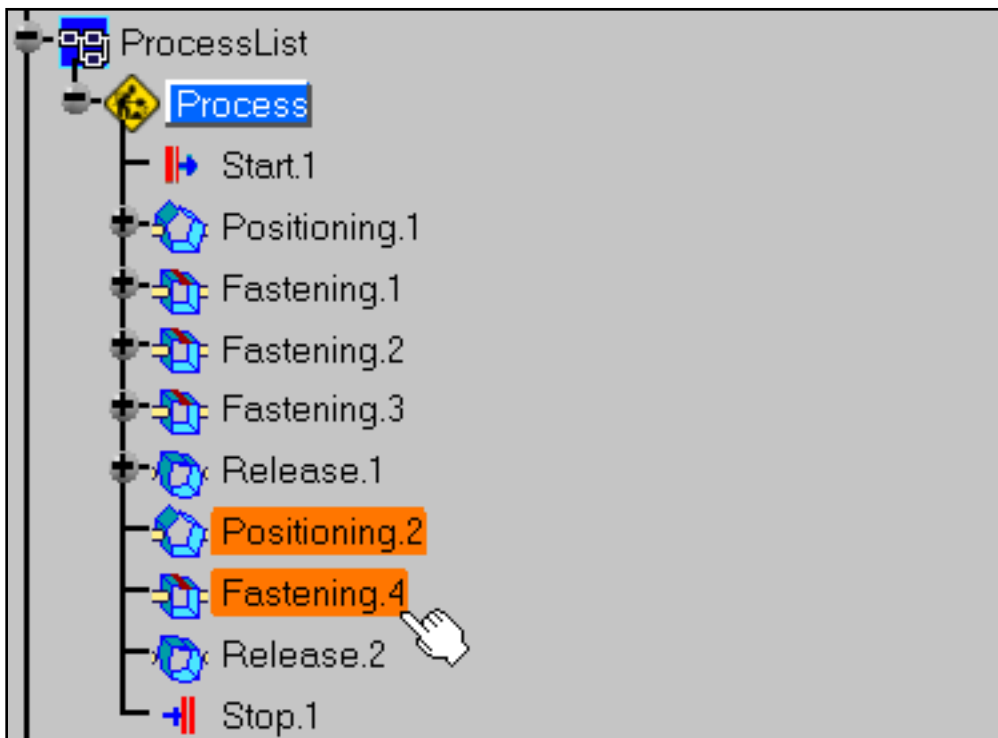 ProcessList
Process
Start.1
Positioning.1
Fastening.1
Fastening.2
Fastening.3
Release.1
Positioning.2
Fastening.4
Release.2
Stop.1